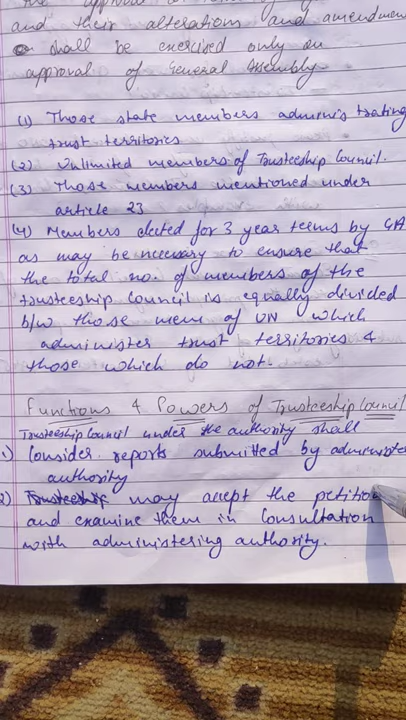 the approval
and their alteration and amendmen
shall be exercised only on
approval of General Assembly
(1) Those state members administrating
trust territories
(2) Unlimited members of Trusteeship Council.
(3) Those members mentioned under
article 23
(4) Members elected for 3 year terms by GA
as may be necessary to ensure that
the total no. of members of the
trusteeship Council is equally divided
b/w those mem of UN which
administer trust territories &
those which do not.
Functions & Powers of Trusteeship Council
Trusteeship Council under the authority shall
1) Consider reports submitted by administe
authority
2) may accept the petition
and examine them in Consultation
with administering authority.